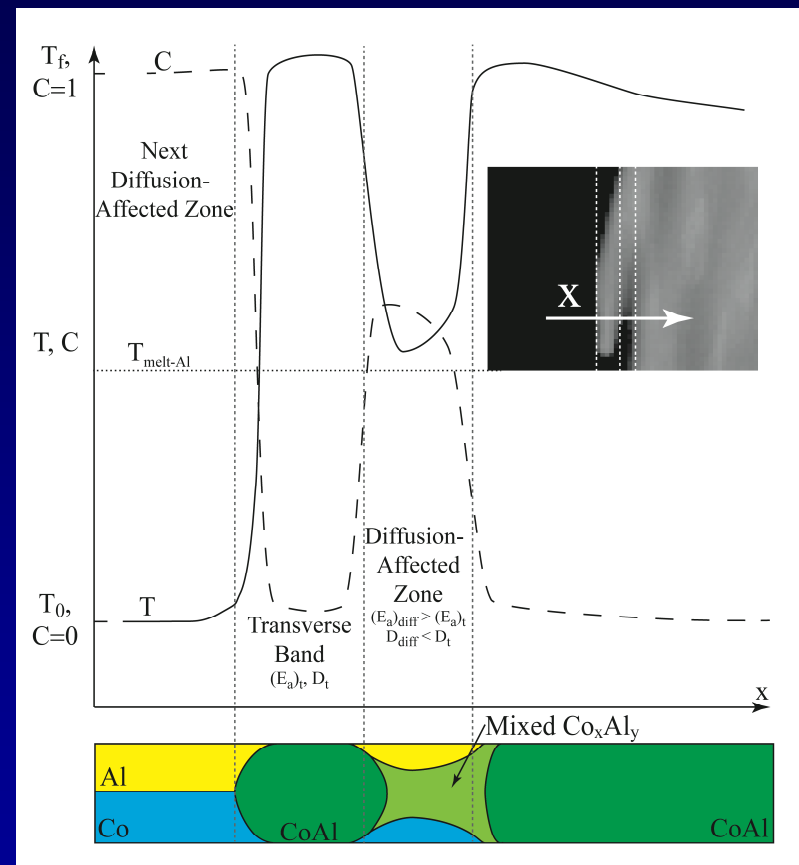 T_f,
C=1
C
Next
Diffusion-
Affected Zone
X
T, C
T_melt-Al
T_0,
C=0
T
Transverse
Band
(E_a)_t, D_t
Diffusion-
Affected
Zone
(E_a)_diff > (E_a)_t
D_diff < D_t
x
Mixed Co_xAl_y
Al
Co
CoAl
CoAl